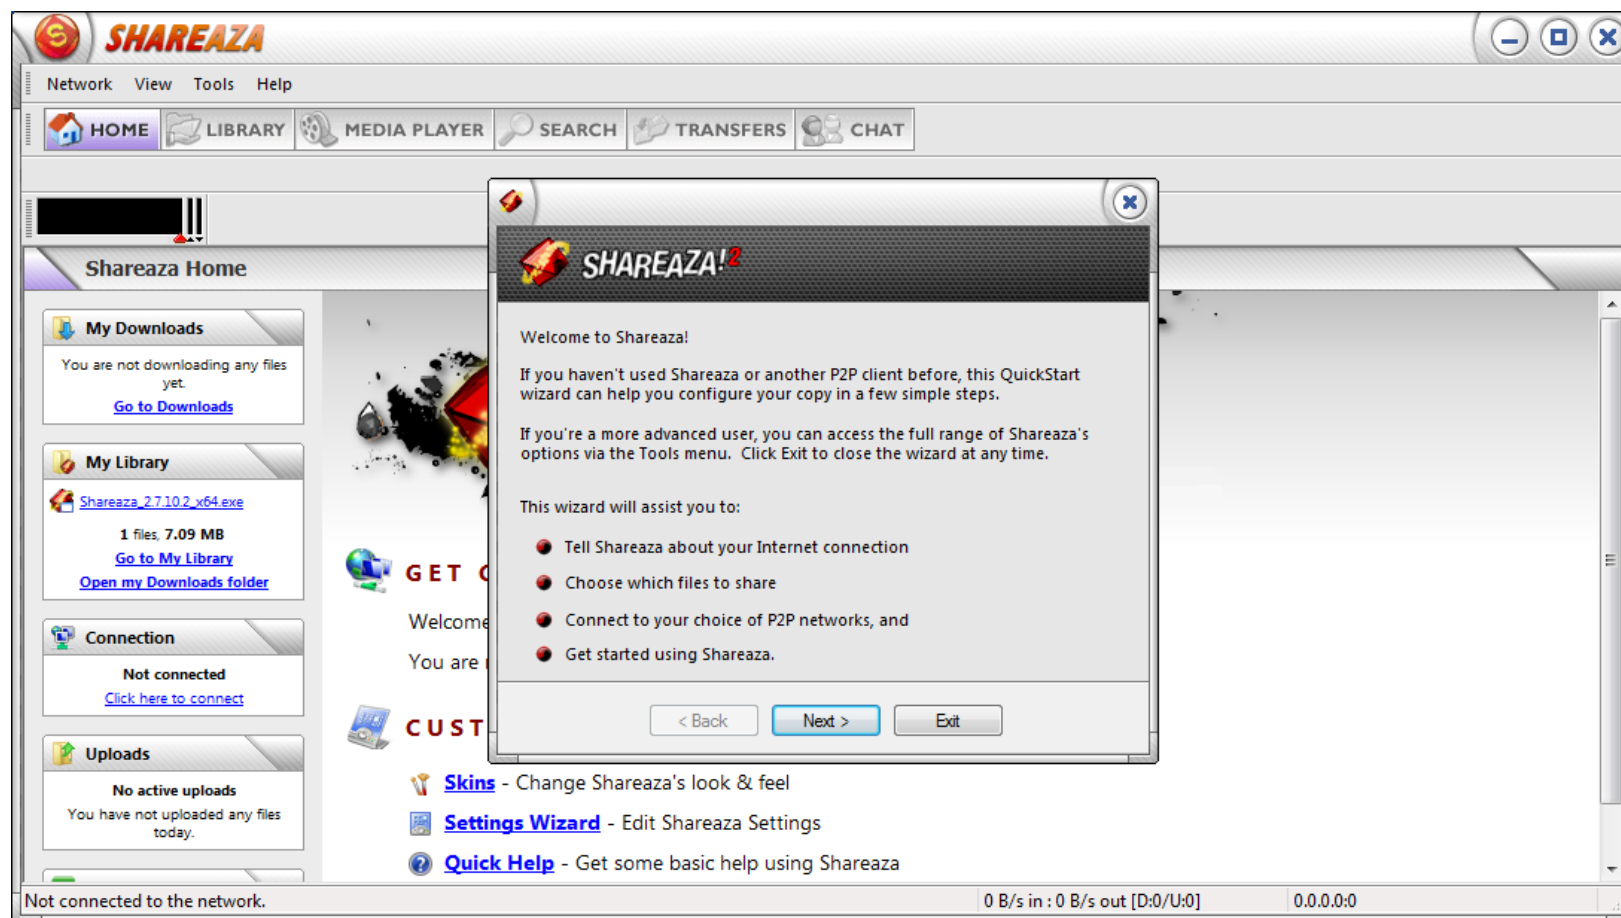 SHAREAZA
Network View Tools Help
HOME LIBRARY MEDIA PLAYER SEARCH TRANSFERS CHAT
Shareaza Home
My Downloads
You are not downloading any files
yet.
Go to Downloads
My Library
Shareaza_2.7.10.2_x64.exe
1 files, 7.09 MB
Go to My Library
Open my Downloads folder
Connection
Not connected
Click here to connect
Uploads
No active uploads
You have not uploaded any files
today.
GET
Welcome
You are
CUST
Skins - Change Shareaza's look & feel
Settings Wizard - Edit Shareaza Settings
Quick Help - Get some basic help using Shareaza
SHAREAZA!2
Welcome to Shareaza!
If you haven't used Shareaza or another P2P client before, this QuickStart
wizard can help you configure your copy in a few simple steps.
If you're a more advanced user, you can access the full range of Shareaza's
options via the Tools menu. Click Exit to close the wizard at any time.
This wizard will assist you to:
Tell Shareaza about your Internet connection
Choose which files to share
Connect to your choice of P2P networks, and
Get started using Shareaza.
< Back Next > Exit
Not connected to the network. 0 B/s in : 0 B/s out [D:0/U:0] 0.0.0.0:0